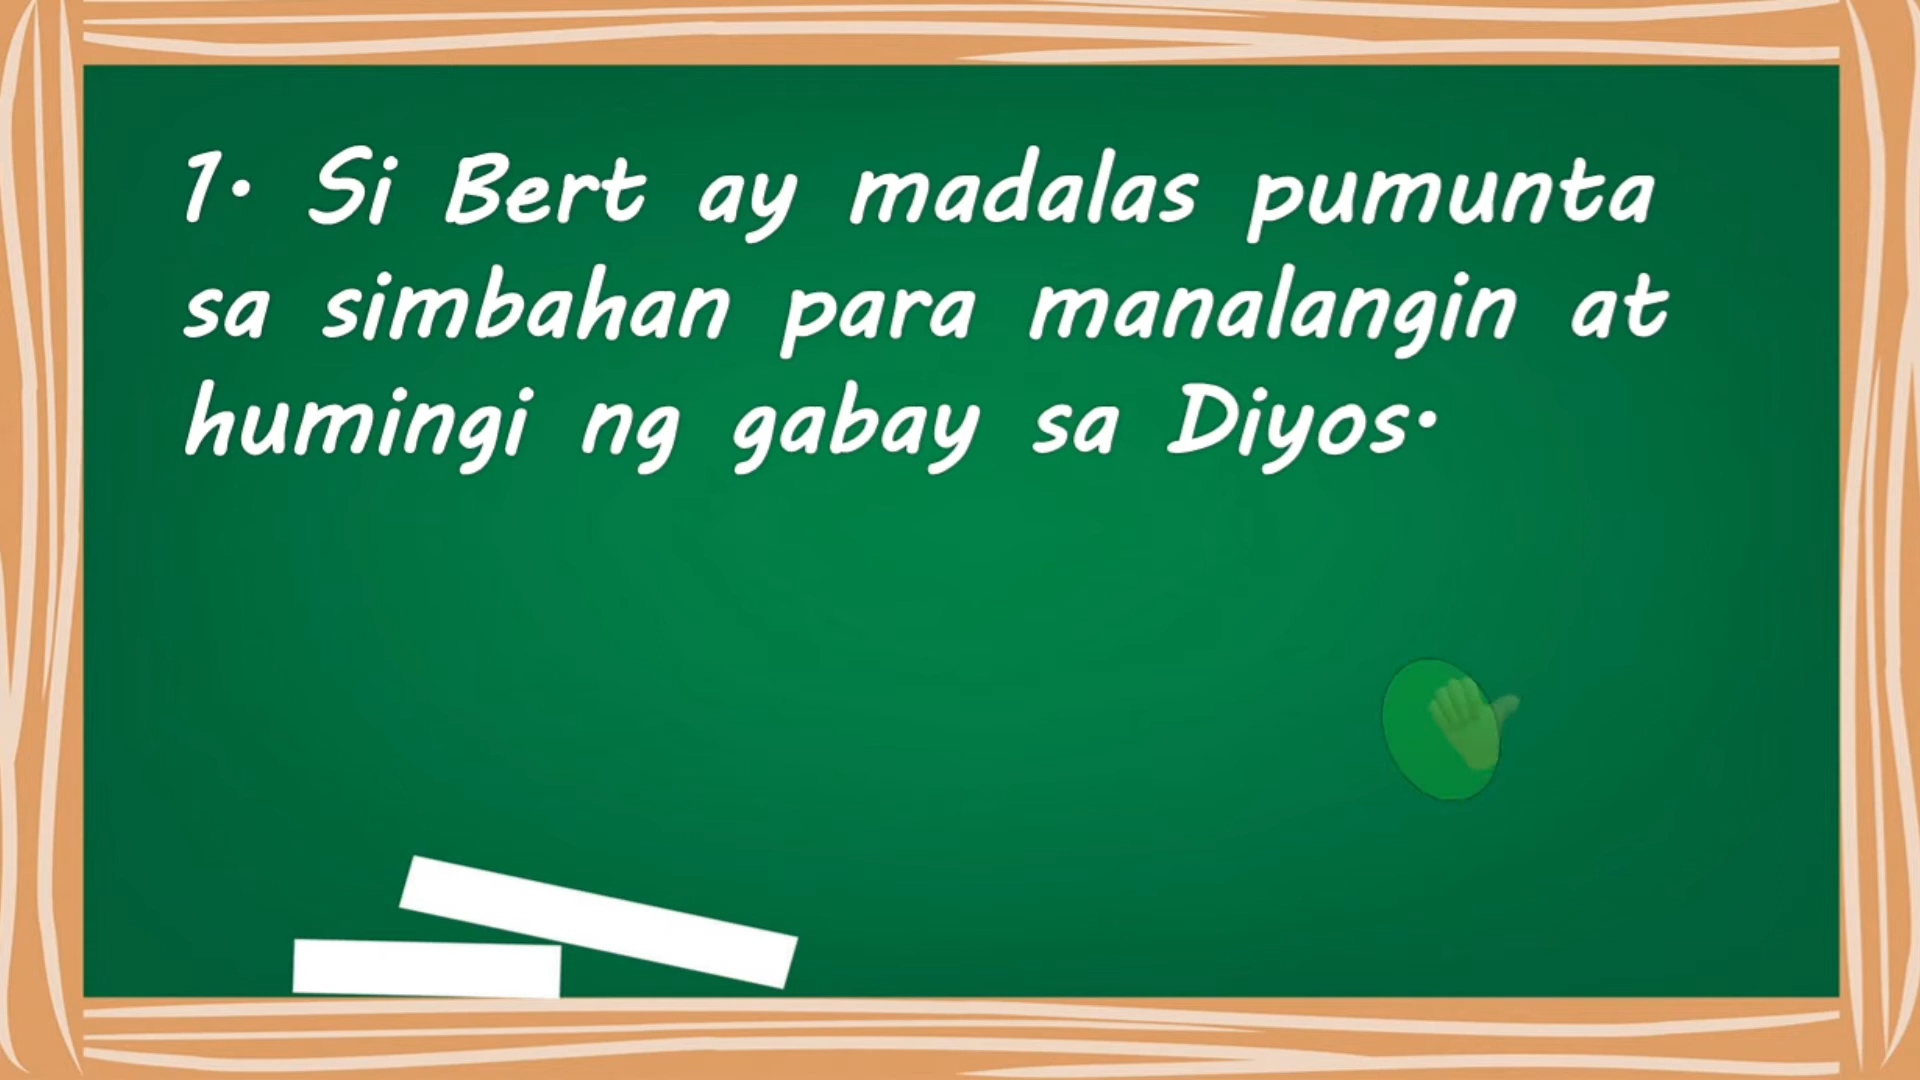 1. Si Bert ay madalas pumunta
sa simbahan para manalangin at
humingi ng gabay sa Diyos.